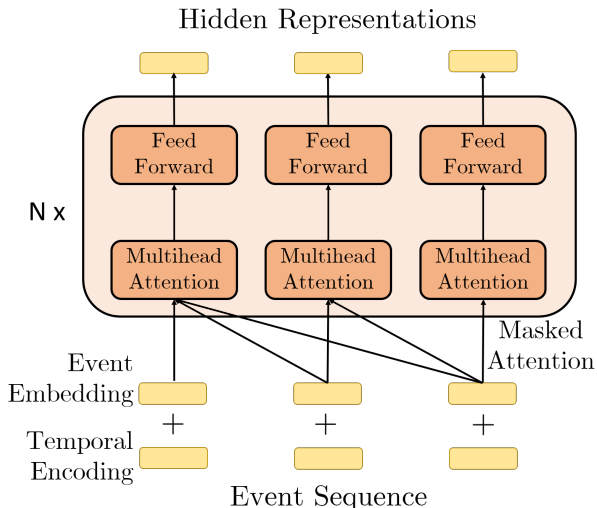 Hidden Representations
Feed
Forward
Feed
Forward
Feed
Forward
N x
Multihead
Attention
Multihead
Attention
Multihead
Attention
Masked
Attention
Event
Embedding
+
+
+
Temporal
Encoding
Event Sequence